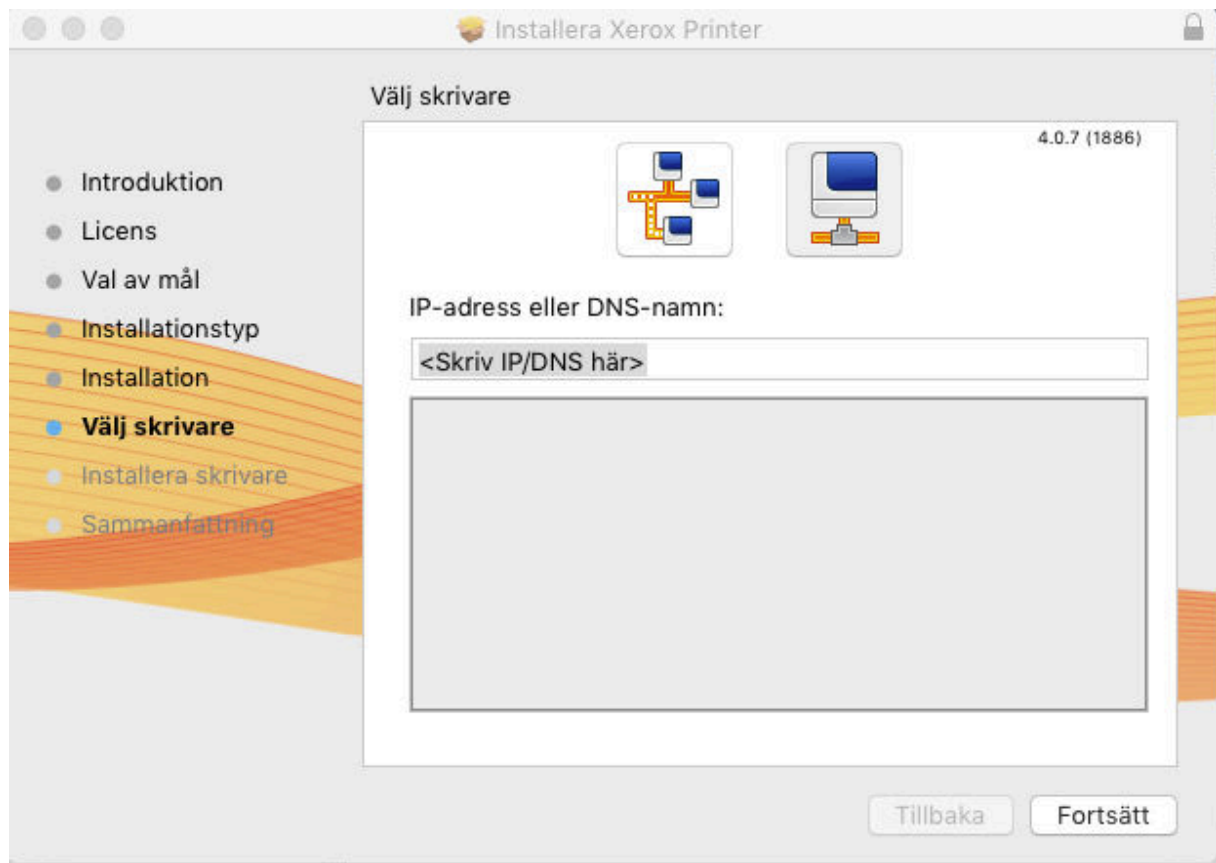 Installera Xerox Printer
Välj skrivare
4.0.7 (1886)
Introduktion
Licens
Val av mål
Installationstyp
Installation
Välj skrivare
Installera skrivare
Sammanfattning
IP-adress eller DNS-namn:
<Skriv IP/DNS här>
Tillbaka
Fortsätt